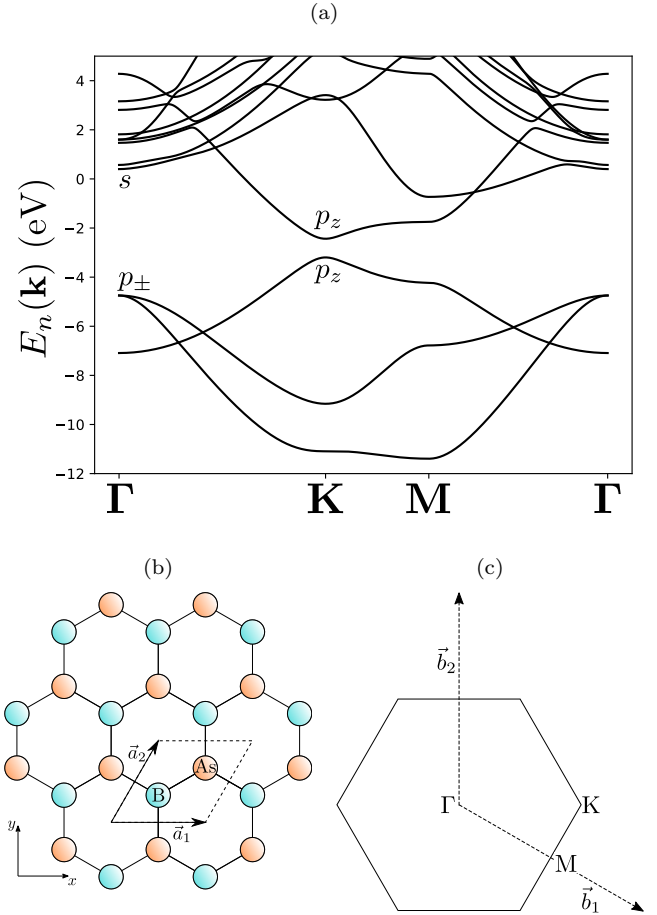 (a)
E_n(𝐤) (eV)
4
2
0
−2
−4
−6
−8
−10
−12
s
p_z
p_z
p_±
Γ K M Γ
(b)
a⃗_2
As
B
a⃗_1
y
x
(c)
b⃗_2
Γ
K
M
b⃗_1